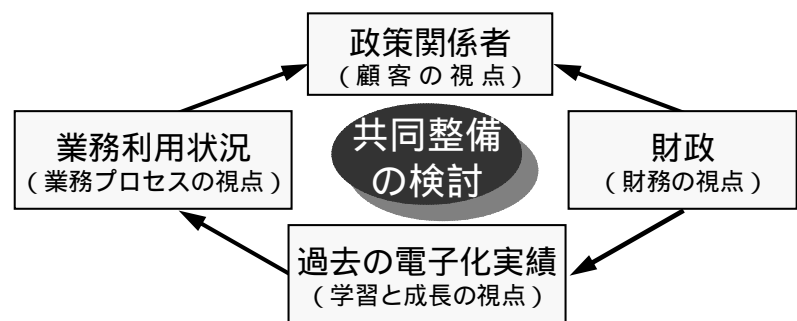 政策関係者
(顧客の視点)
業務利用状況
(業務プロセスの視点)
共同整備
の検討
財政
(財務の視点)
過去の電子化実績
(学習と成長の視点)